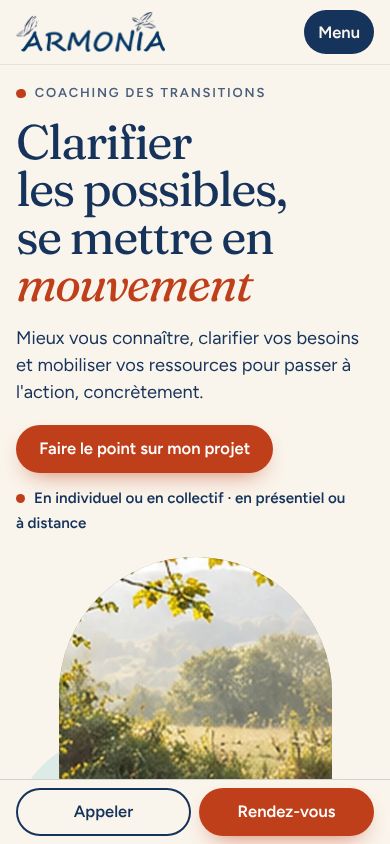 ARMONIA
Menu
COACHING DES TRANSITIONS
Clarifier
les possibles,
se mettre en
mouvement
Mieux vous connaître, clarifier vos besoins
et mobiliser vos ressources pour passer à
l'action, concrètement.
Faire le point sur mon projet
En individuel ou en collectif · en présentiel ou
à distance
Appeler
Rendez-vous